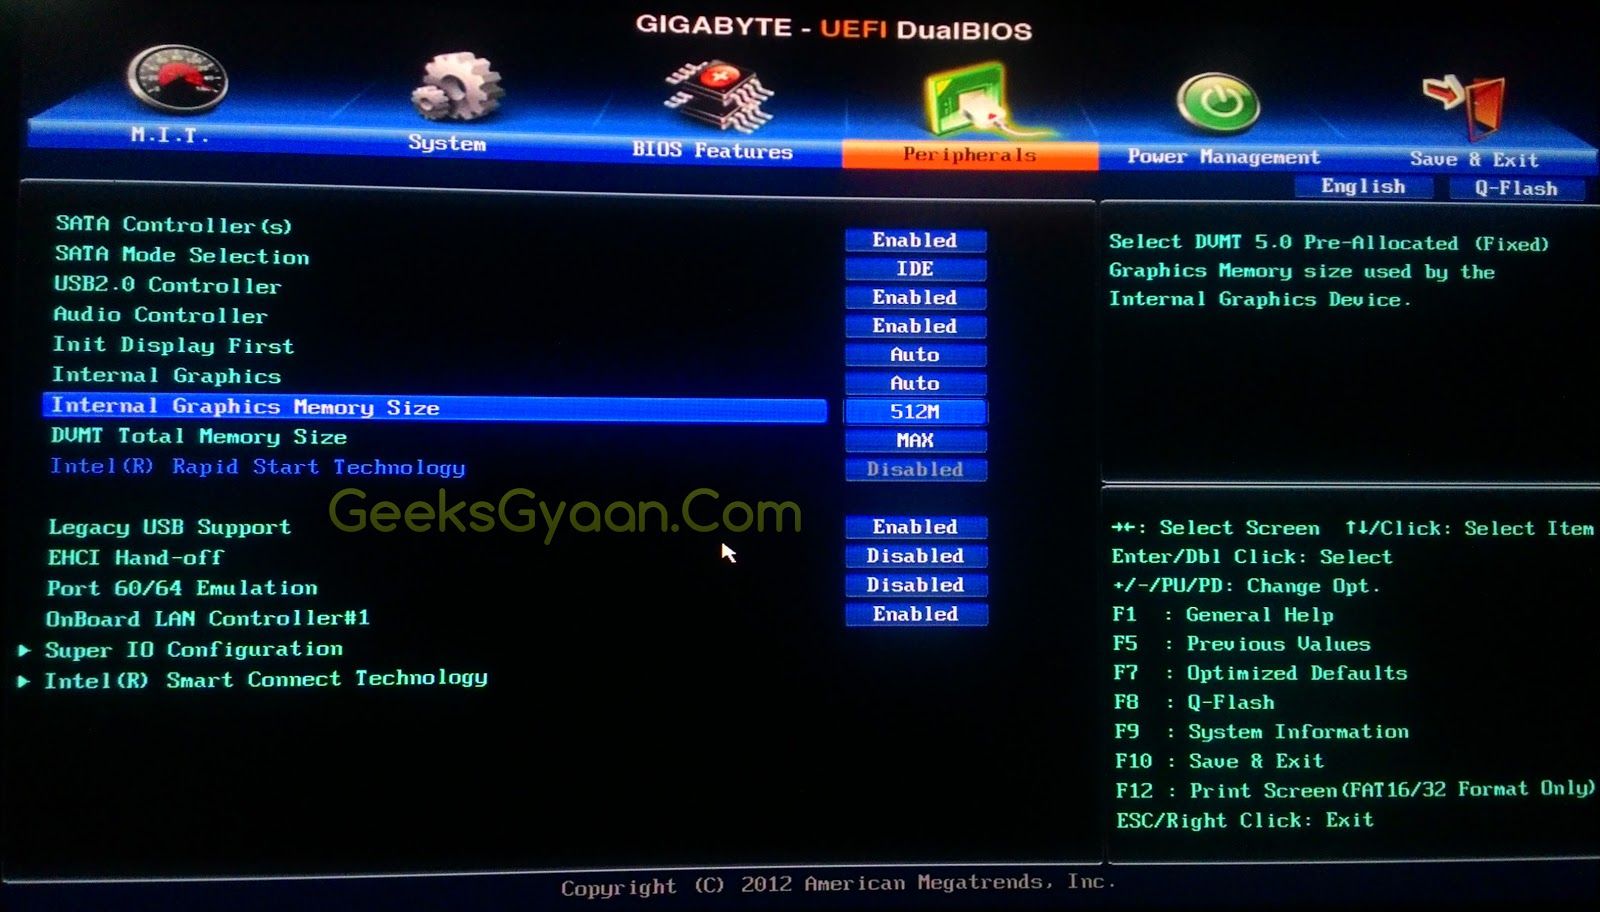 GIGABYTE - UEFI DualBIOS
M.I.T.
System
BIOS Features
Peripherals
Power Management
Save & Exit
English
Q-Flash
SATA Controller(s) Enabled
SATA Mode Selection IDE
USB2.0 Controller Enabled
Audio Controller Enabled
Init Display First Auto
Internal Graphics Auto
Internal Graphics Memory Size 512M
DVMT Total Memory Size MAX
Intel(R) Rapid Start Technology Disabled
GeeksGyaan.Com
Legacy USB Support Enabled
EHCI Hand-off Disabled
Port 60/64 Emulation Disabled
OnBoard LAN Controller#1 Enabled
Super IO Configuration
Intel(R) Smart Connect Technology
Select DVMT 5.0 Pre-Allocated (Fixed)
Graphics Memory size used by the
Internal Graphics Device.
→←: Select Screen ↑↓/Click: Select Item
Enter/Dbl Click: Select
+/-/PU/PD: Change Opt.
F1 : General Help
F5 : Previous Values
F7 : Optimized Defaults
F8 : Q-Flash
F9 : System Information
F10 : Save & Exit
F12 : Print Screen(FAT16/32 Format Only)
ESC/Right Click: Exit
Copyright (C) 2012 American Megatrends, Inc.